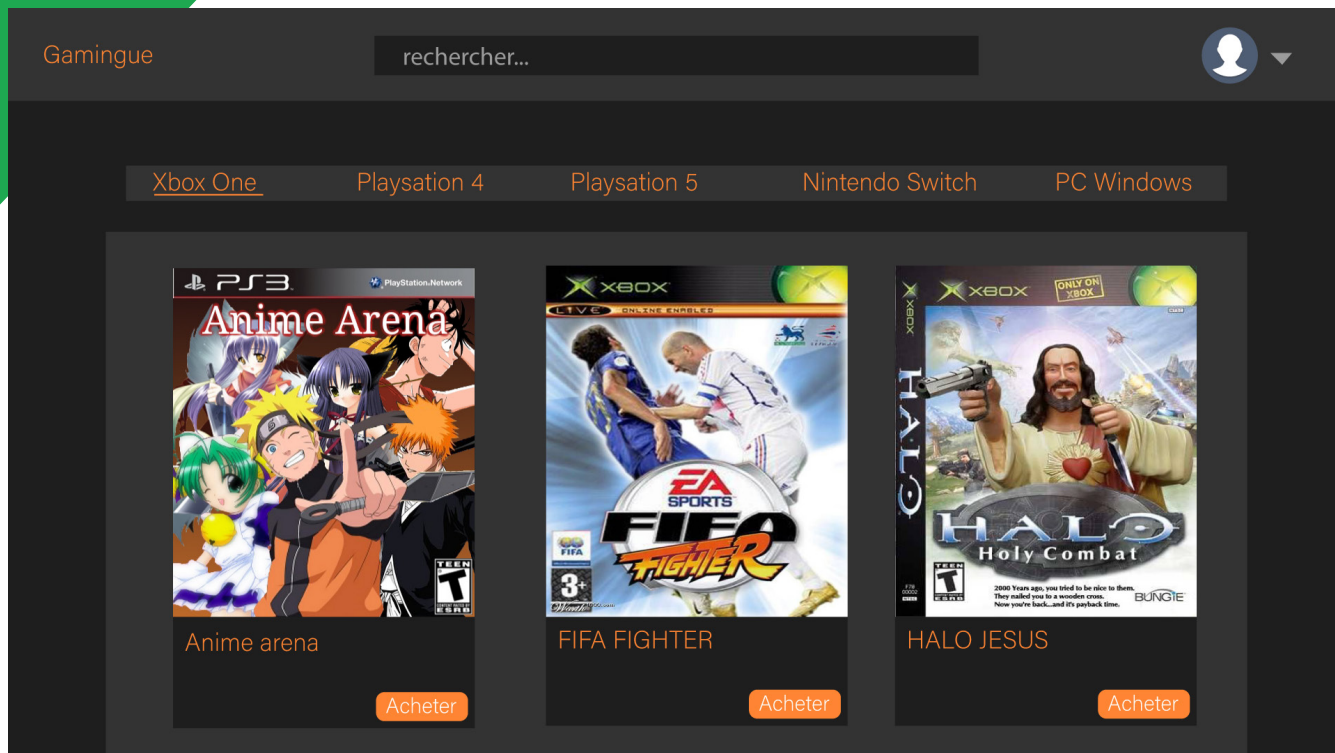 Gamingue
rechercher...
Xbox One Playsation 4 Playsation 5 Nintendo Switch PC Windows
PS3 PlayStation.Network
Anime Arena
TEEN
T
ESRB
Anime arena
Acheter
XBOX
LIVE ONLINE ENABLED
EA
SPORTS
FIFA
FIGHTER
FIFA
3+
FIFA FIGHTER
Acheter
XBOX
HALO
XBOX
ONLY ON
XBOX
HALO
Holy Combat
TEEN
T
ESRB
2000 Years ago, you tried to be nice to them.
They nailed you to a wooden cross.
Now you're back...and it's payback time.
BUNGIE
HALO JESUS
Acheter